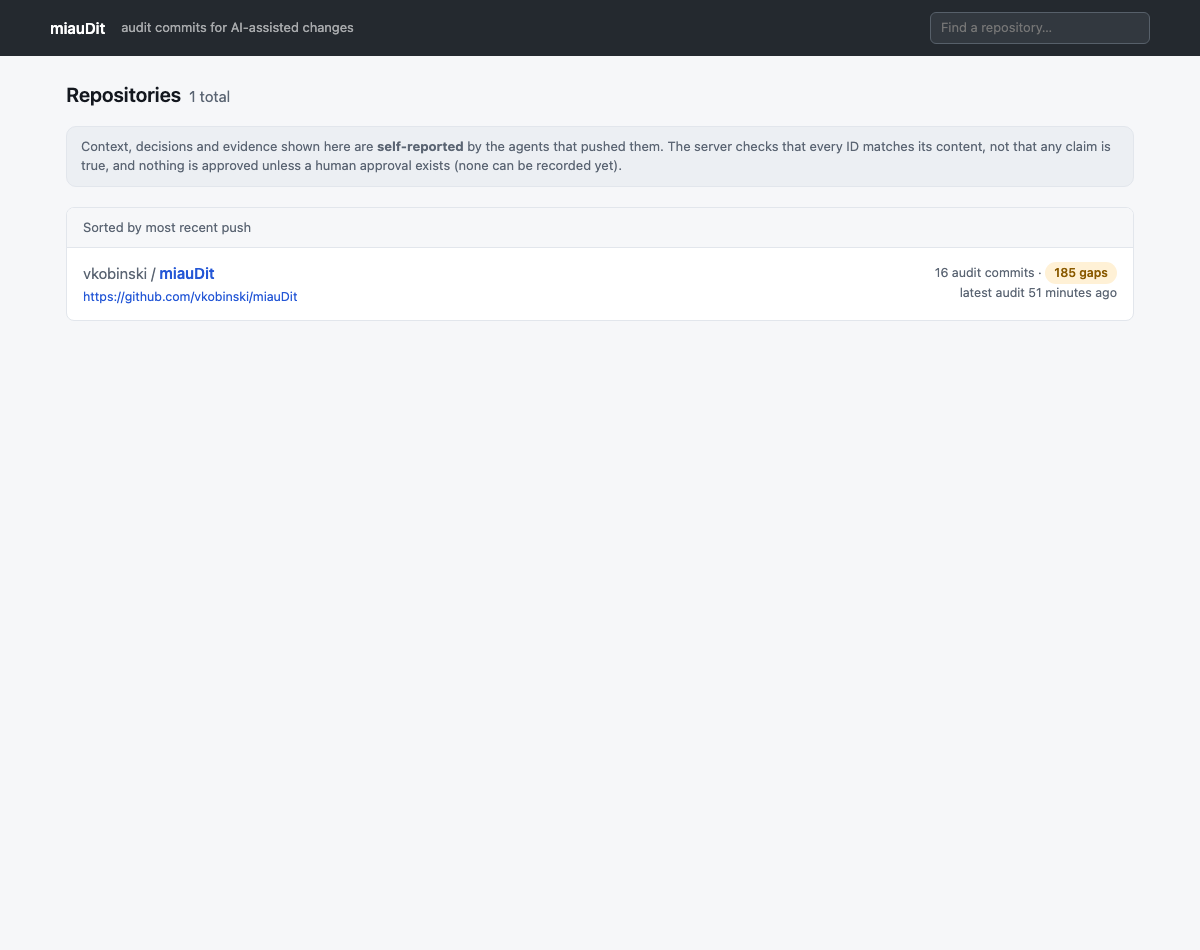 miauDit audit commits for AI-assisted changes Find a repository...
Repositories 1 total
Context, decisions and evidence shown here are self-reported by the agents that pushed them. The server checks that every ID matches its content, not that any claim is
true, and nothing is approved unless a human approval exists (none can be recorded yet).
Sorted by most recent push
vkobinski / miauDit 16 audit commits · 185 gaps
https://github.com/vkobinski/miauDit latest audit 51 minutes ago